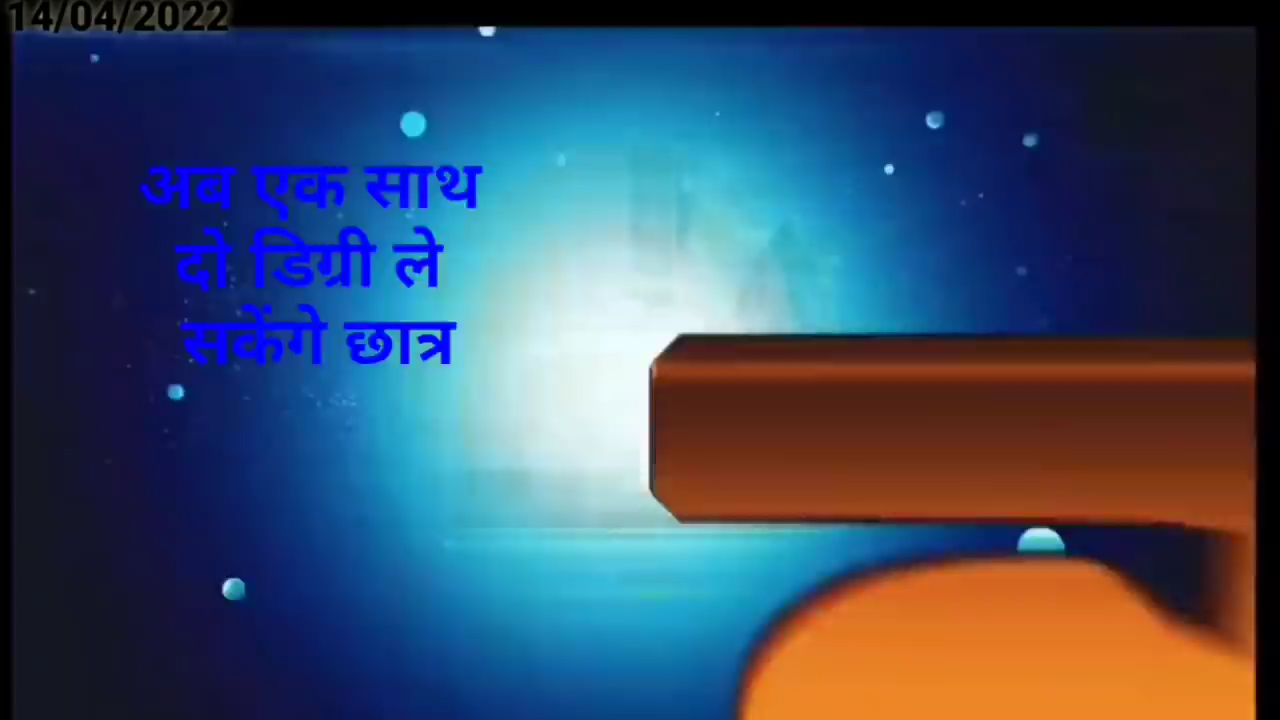 14/04/2022
अब एक साथ
दो डिग्री ले
सकेंगे छात्र